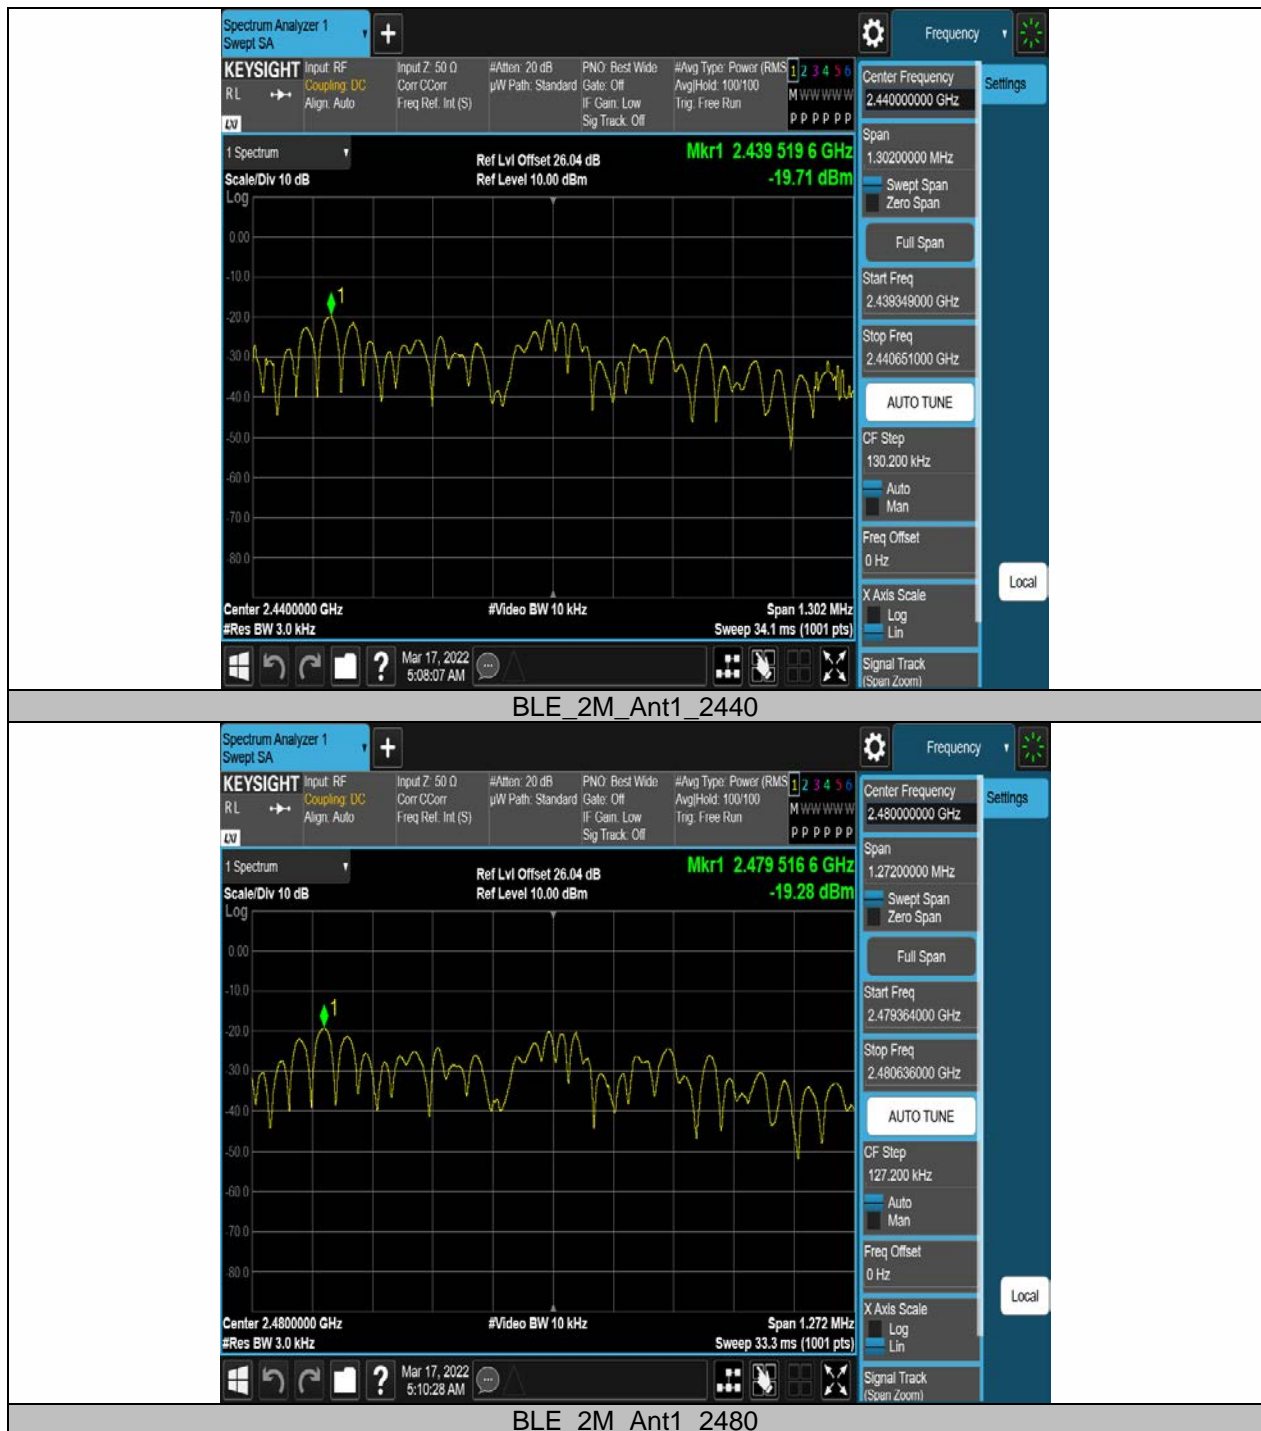 Spectrum Analyzer 1
Swept SA
Frequency
KEYSIGHT
RL
LXI
Input: RF
Coupling: DC
Align: Auto
Input Z: 50 Ω
Corr CCorr
Freq Ref: Int (S)
#Atten: 20 dB
µW Path: Standard
PNO: Best Wide
Gate: Off
IF Gain: Low
Sig Track: Off
#Avg Type: Power (RMS
Avg|Hold: 100/100
Trig: Free Run
1 2 3 4 5 6
M W W W W W
P P P P P P
1 Spectrum
Scale/Div 10 dB
Log
Ref Lvl Offset 26.04 dB
Ref Level 10.00 dBm
Mkr1 2.439 519 6 GHz
-19.71 dBm
1
0.00
-10.0
-20.0
-30.0
-40.0
-50.0
-60.0
-70.0
-80.0
Center 2.4400000 GHz
#Res BW 3.0 kHz
#Video BW 10 kHz
Span 1.302 MHz
Sweep 34.1 ms (1001 pts)
Mar 17, 2022
5:08:07 AM
Center Frequency
2.440000000 GHz
Settings
Span
1.30200000 MHz
Swept Span
Zero Span
Full Span
Start Freq
2.439349000 GHz
Stop Freq
2.440651000 GHz
AUTO TUNE
CF Step
130.200 kHz
Auto
Man
Freq Offset
0 Hz
X Axis Scale
Log
Lin
Local
Signal Track
(Span Zoom)
BLE_2M_Ant1_2440
Spectrum Analyzer 1
Swept SA
Frequency
KEYSIGHT
RL
LXI
Input: RF
Coupling: DC
Align: Auto
Input Z: 50 Ω
Corr CCorr
Freq Ref: Int (S)
#Atten: 20 dB
µW Path: Standard
PNO: Best Wide
Gate: Off
IF Gain: Low
Sig Track: Off
#Avg Type: Power (RMS
Avg|Hold: 100/100
Trig: Free Run
1 2 3 4 5 6
M W W W W W
P P P P P P
1 Spectrum
Scale/Div 10 dB
Log
Ref Lvl Offset 26.04 dB
Ref Level 10.00 dBm
Mkr1 2.479 516 6 GHz
-19.28 dBm
1
0.00
-10.0
-20.0
-30.0
-40.0
-50.0
-60.0
-70.0
-80.0
Center 2.4800000 GHz
#Res BW 3.0 kHz
#Video BW 10 kHz
Span 1.272 MHz
Sweep 33.3 ms (1001 pts)
Mar 17, 2022
5:10:28 AM
Center Frequency
2.480000000 GHz
Settings
Span
1.27200000 MHz
Swept Span
Zero Span
Full Span
Start Freq
2.479364000 GHz
Stop Freq
2.480636000 GHz
AUTO TUNE
CF Step
127.200 kHz
Auto
Man
Freq Offset
0 Hz
X Axis Scale
Log
Lin
Local
Signal Track
(Span Zoom)
BLE_2M_Ant1_2480